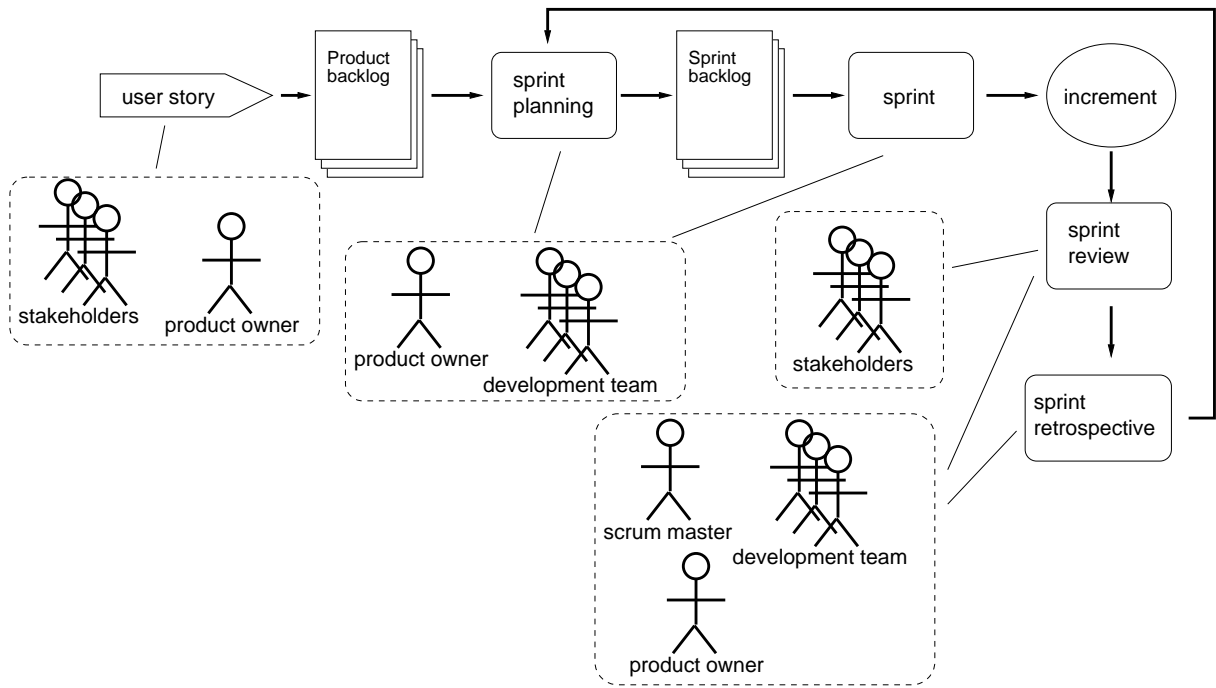 user story
Product
backlog
sprint
planning
Sprint
backlog
sprint
increment
stakeholders
product owner
product owner
development team
stakeholders
sprint
review
sprint
retrospective
scrum master
development team
product owner